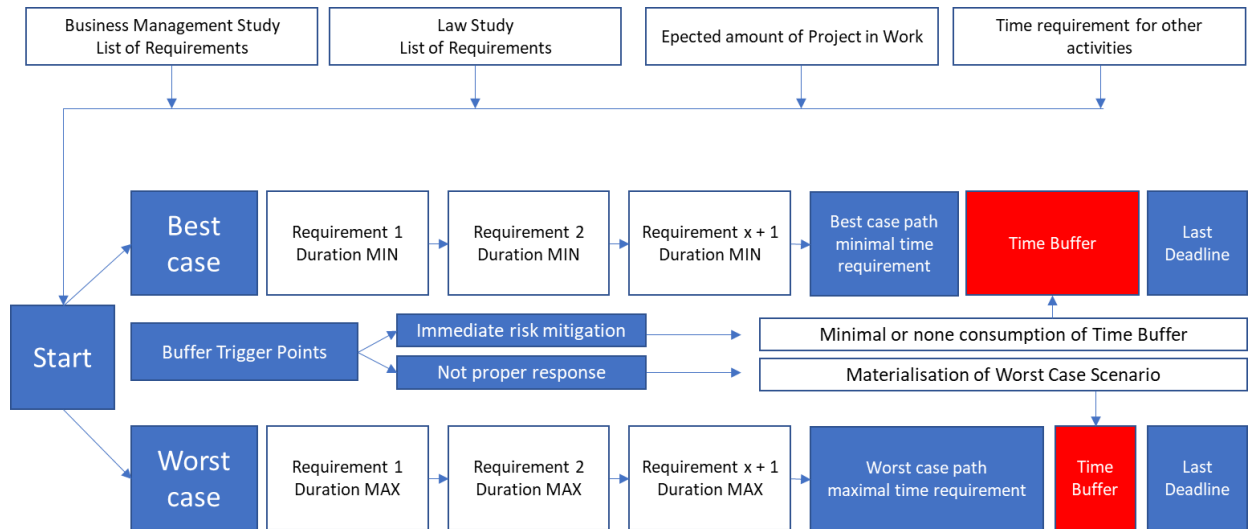 Business Management Study
List of Requirements
Law Study
List of Requirements
Epected amount of Project in Work
Time requirement for other
activities
Best
case
Requirement 1
Duration MIN
Requirement 2
Duration MIN
Requirement x + 1
Duration MIN
Best case path
minimal time
requirement
Time Buffer
Last
Deadline
Start
Buffer Trigger Points
Immediate risk mitigation
Minimal or none consumption of Time Buffer
Not proper response
Materialisation of Worst Case Scenario
Worst
case
Requirement 1
Duration MAX
Requirement 2
Duration MAX
Requirement x + 1
Duration MAX
Worst case path
maximal time requirement
Time
Buffer
Last
Deadline